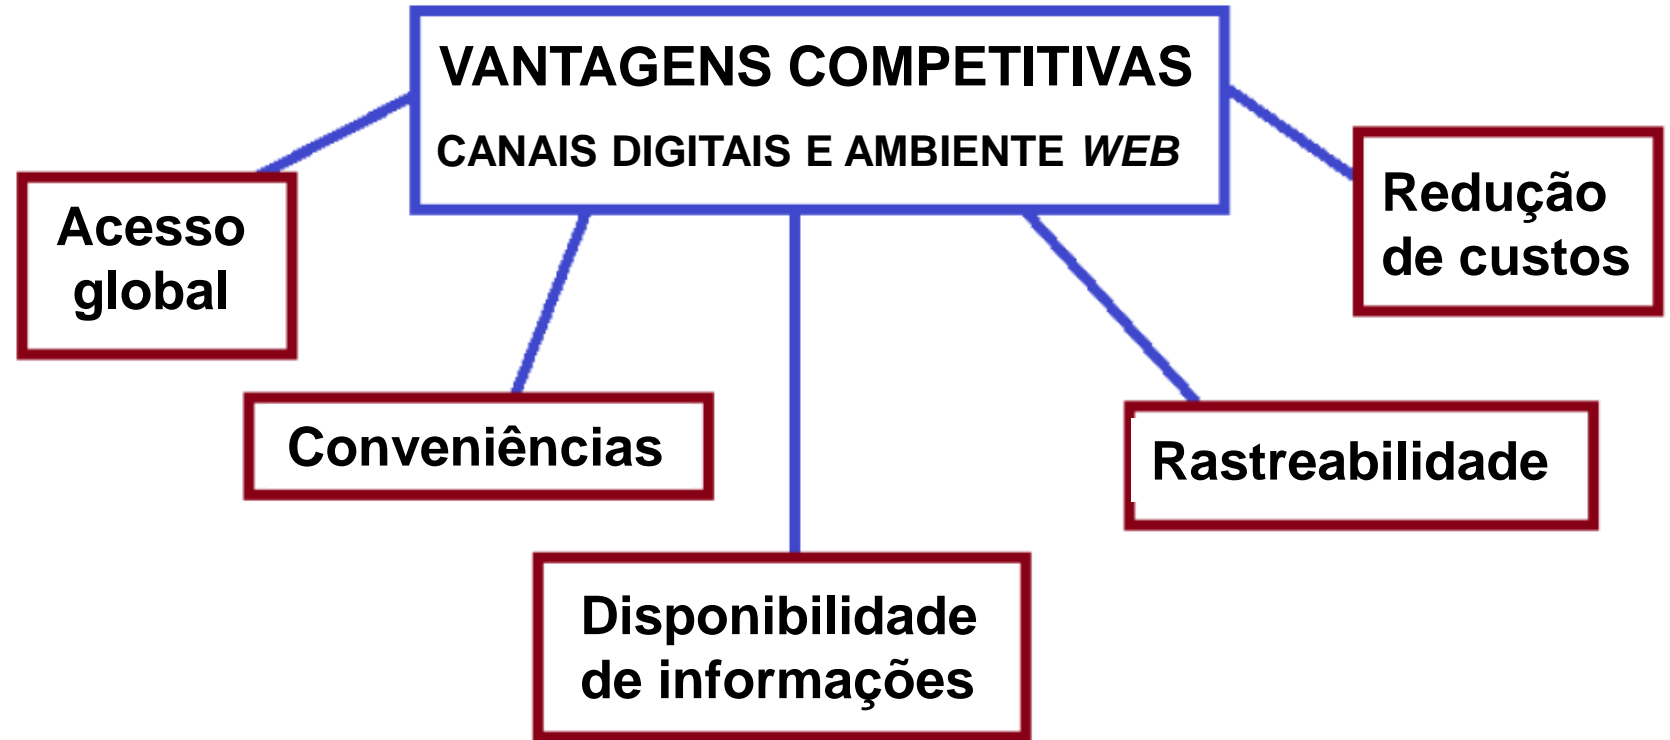 VANTAGENS COMPETITIVAS
CANAIS DIGITAIS E AMBIENTE WEB
Acesso
global
Conveniências
Disponibilidade
de informações
Rastreabilidade
Redução
de custos